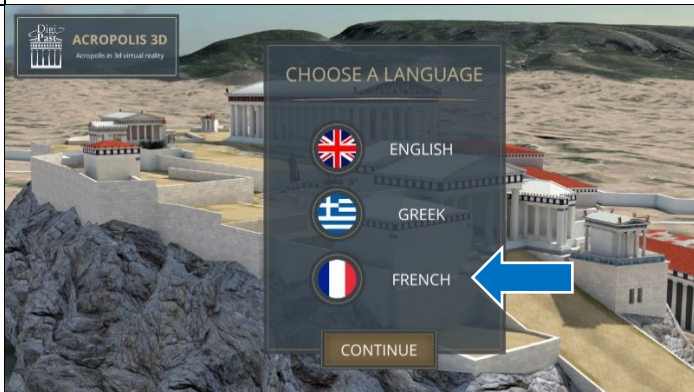 Digi
Past
ACROPOLIS 3D
Acropolis in 3d virtual reality
CHOOSE A LANGUAGE
ENGLISH
GREEK
FRENCH
CONTINUE